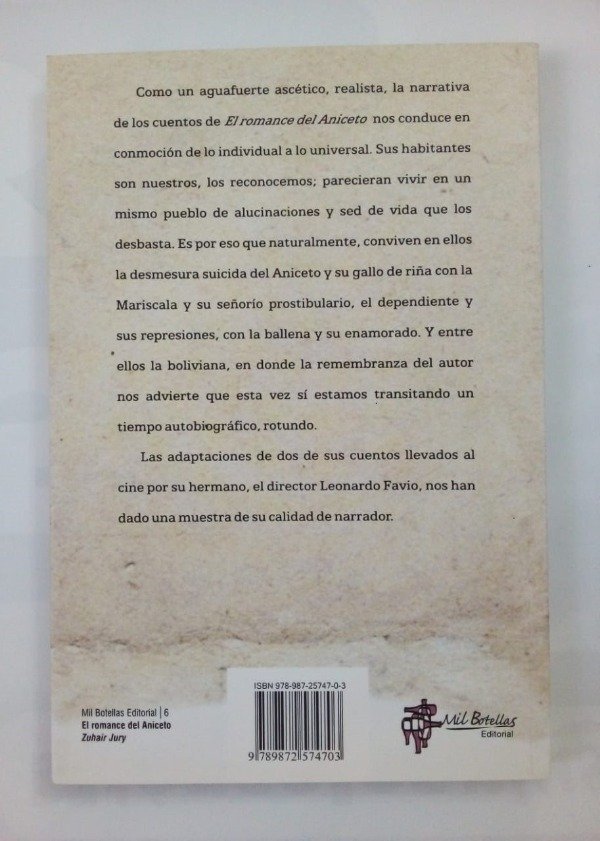 Como un aguafuerte ascético, realista, la narrativa
de los cuentos de El romance del Aniceto nos conduce en
conmoción de lo individual a lo universal. Sus habitantes
son nuestros, los reconocemos; parecieran vivir en un
mismo pueblo de alucinaciones y sed de vida que los
desbasta. Es por eso que naturalmente, conviven en ellos
la desmesura suicida del Aniceto y su gallo de riña con la
Mariscala y su señorío prostibulario, el dependiente y
sus represiones, con la ballena y su enamorado. Y entre
ellos la boliviana, en donde la remembranza del autor
nos advierte que esta vez sí estamos transitando un
tiempo autobiográfico, rotundo.
Las adaptaciones de dos de sus cuentos llevados al
cine por su hermano, el director Leonardo Favio, nos han
dado una muestra de su calidad de narrador.
Mil Botellas Editorial | 6
El romance del Aniceto
Zuhair Jury
ISBN 978-987-25747-0-3
9 789872 574703
Mil Botellas
Editorial